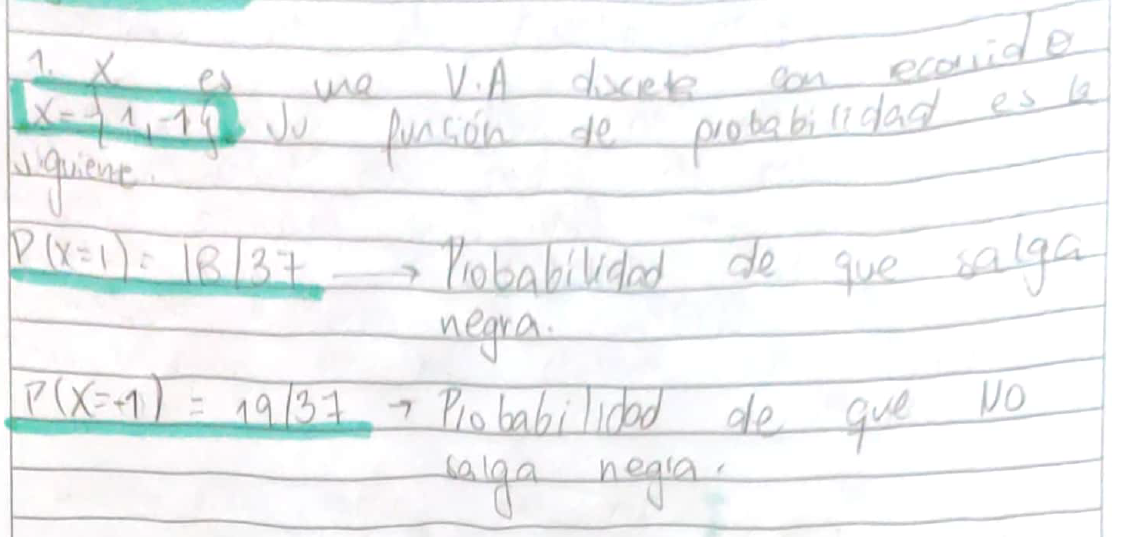 1. X es una V.A discreta con recorrido
X={1,-1} Su función de probabilidad es la
siguiente.
P(X=1) = 18/37 → Probabilidad de que salga
negra.
P(X=-1) = 19/37 → Probabilidad de que NO
salga negra.